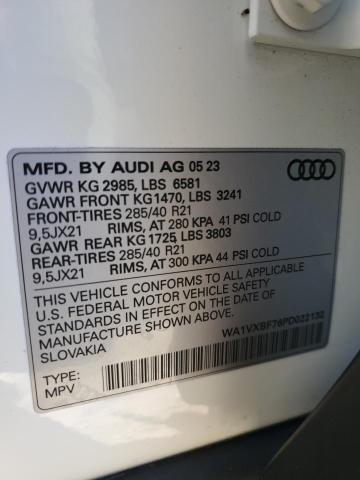 MFD. BY AUDI AG 05 23
GVWR KG 2985, LBS 6581
GAWR FRONT KG1470, LBS 3241
FRONT-TIRES 285/40 R21
9,5JX21 RIMS, AT 280 KPA 41 PSI COLD
GAWR REAR KG 1725, LBS 3803
REAR-TIRES 285/40 R21
9,5JX21 RIMS, AT 300 KPA 44 PSI COLD
THIS VEHICLE CONFORMS TO ALL APPLICABLE
U.S. FEDERAL MOTOR VEHICLE SAFETY STANDARDS
IN EFFECT ON THE DATE OF
MANUFACTURE SHOWN ABOVE.
SLOVAKIA
WA1VXBF76PD022132
TYPE:
MPV